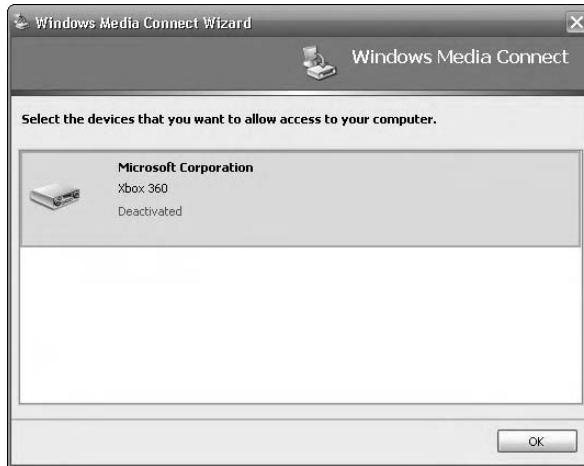 Windows Media Connect Wizard
Windows Media Connect
Select the devices that you want to allow access to your computer.
Microsoft Corporation
Xbox 360
Deactivated
OK